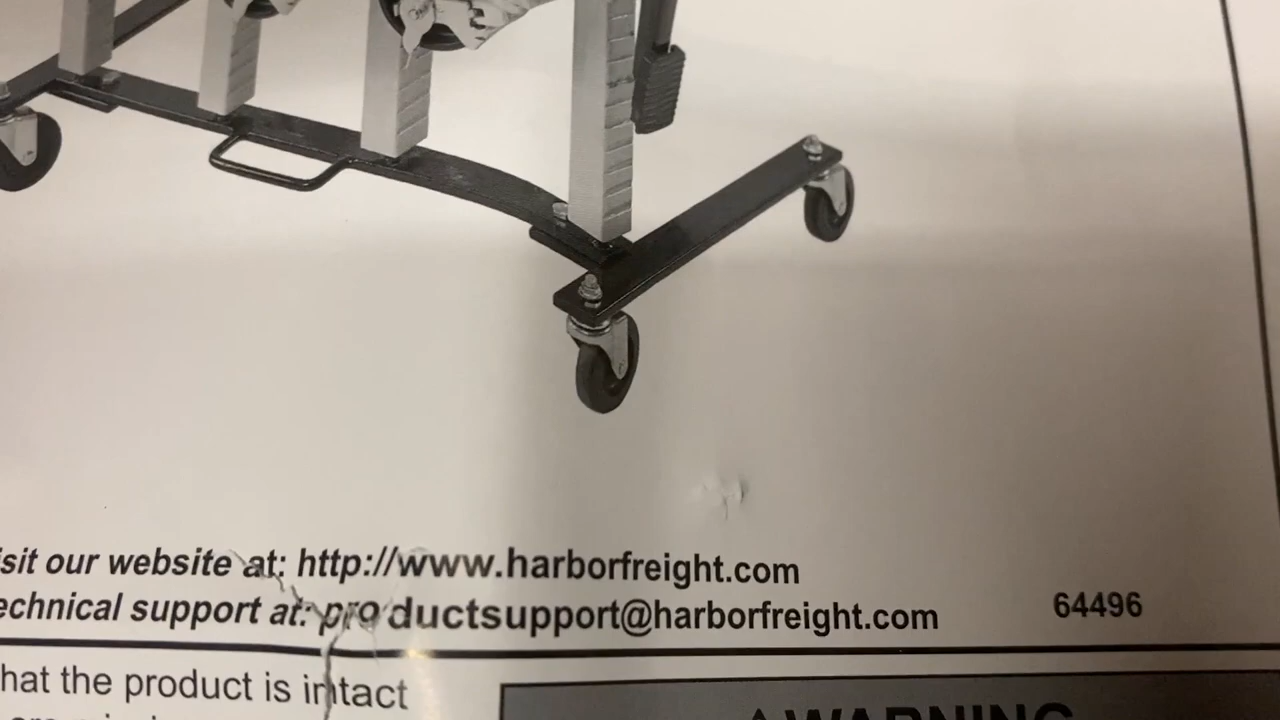 isit our website at: http://www.harborfreight.com
echnical support at: productsupport@harborfreight.com
64496
hat the product is intact
WARNING